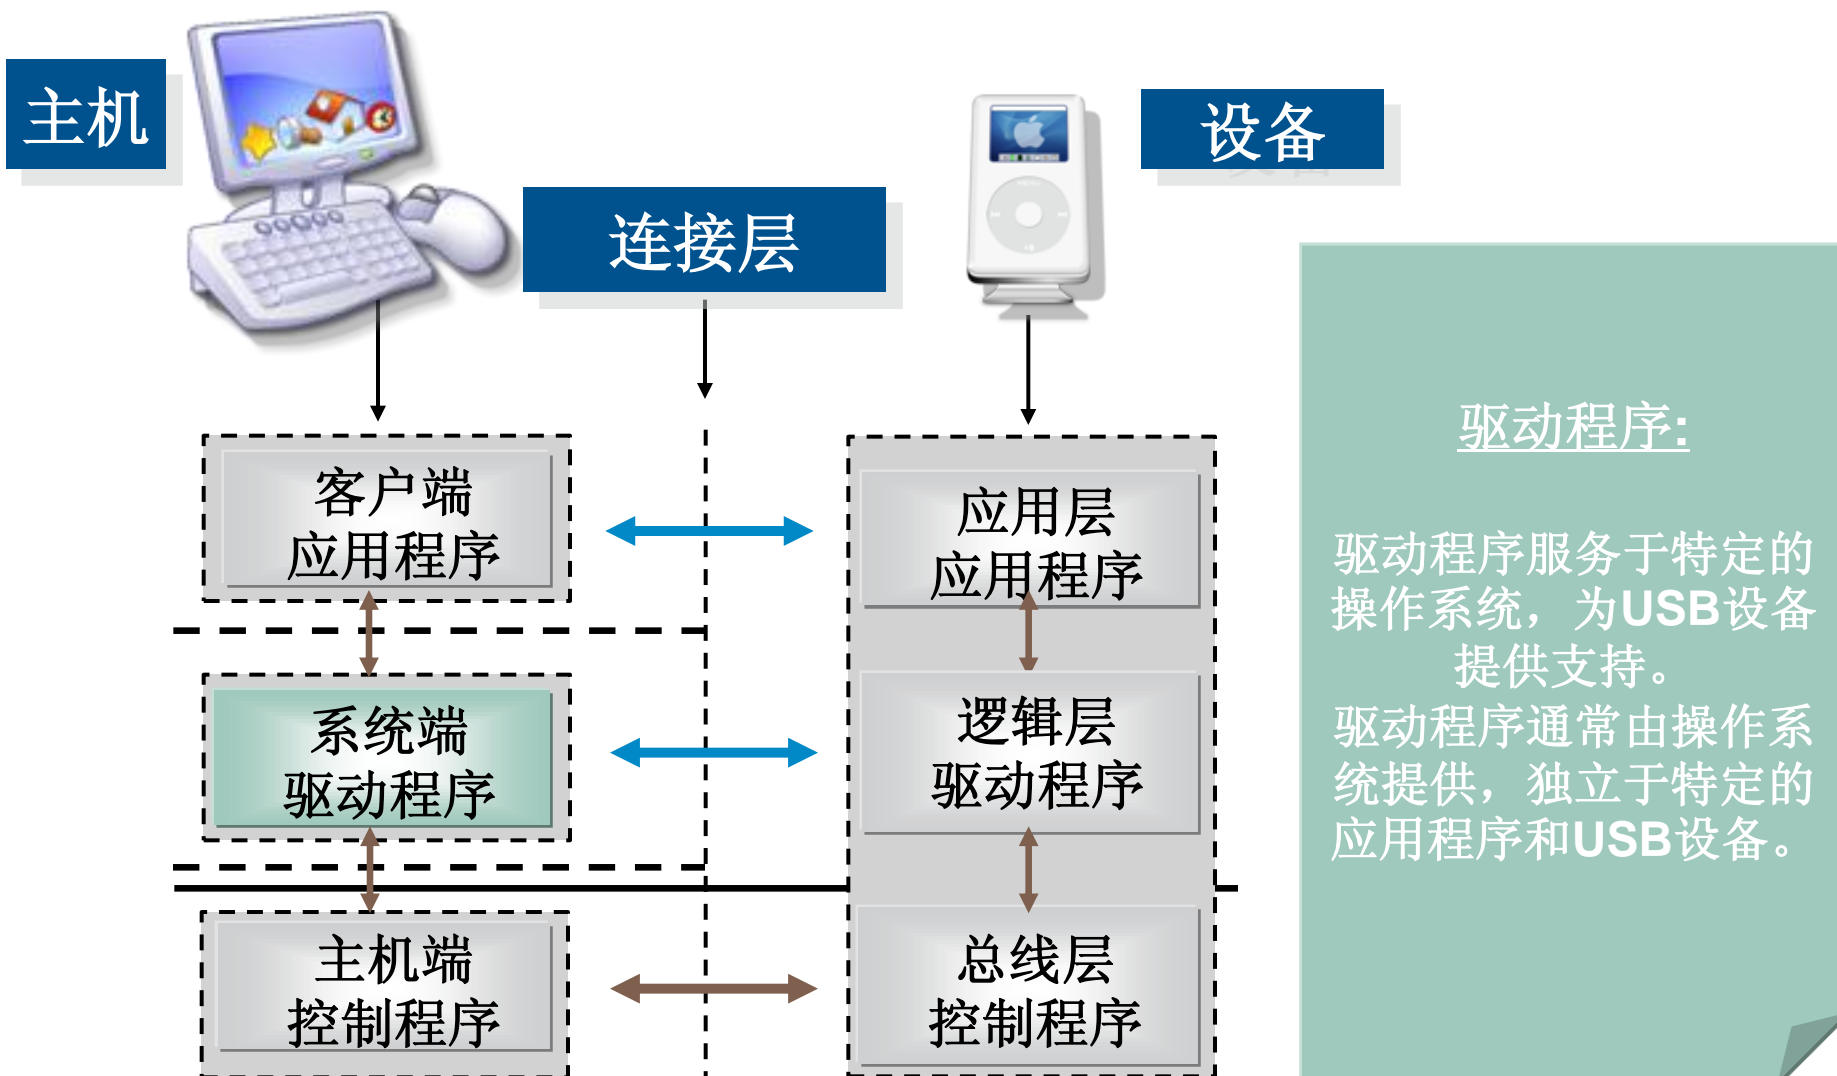 主机
设备
连接层
客户端
应用程序
应用层
应用程序
系统端
驱动程序
逻辑层
驱动程序
主机端
控制程序
总线层
控制程序
驱动程序:
驱动程序服务于特定的
操作系统，为USB设备
提供支持。
驱动程序通常由操作系
统提供，独立于特定的
应用程序和USB设备。